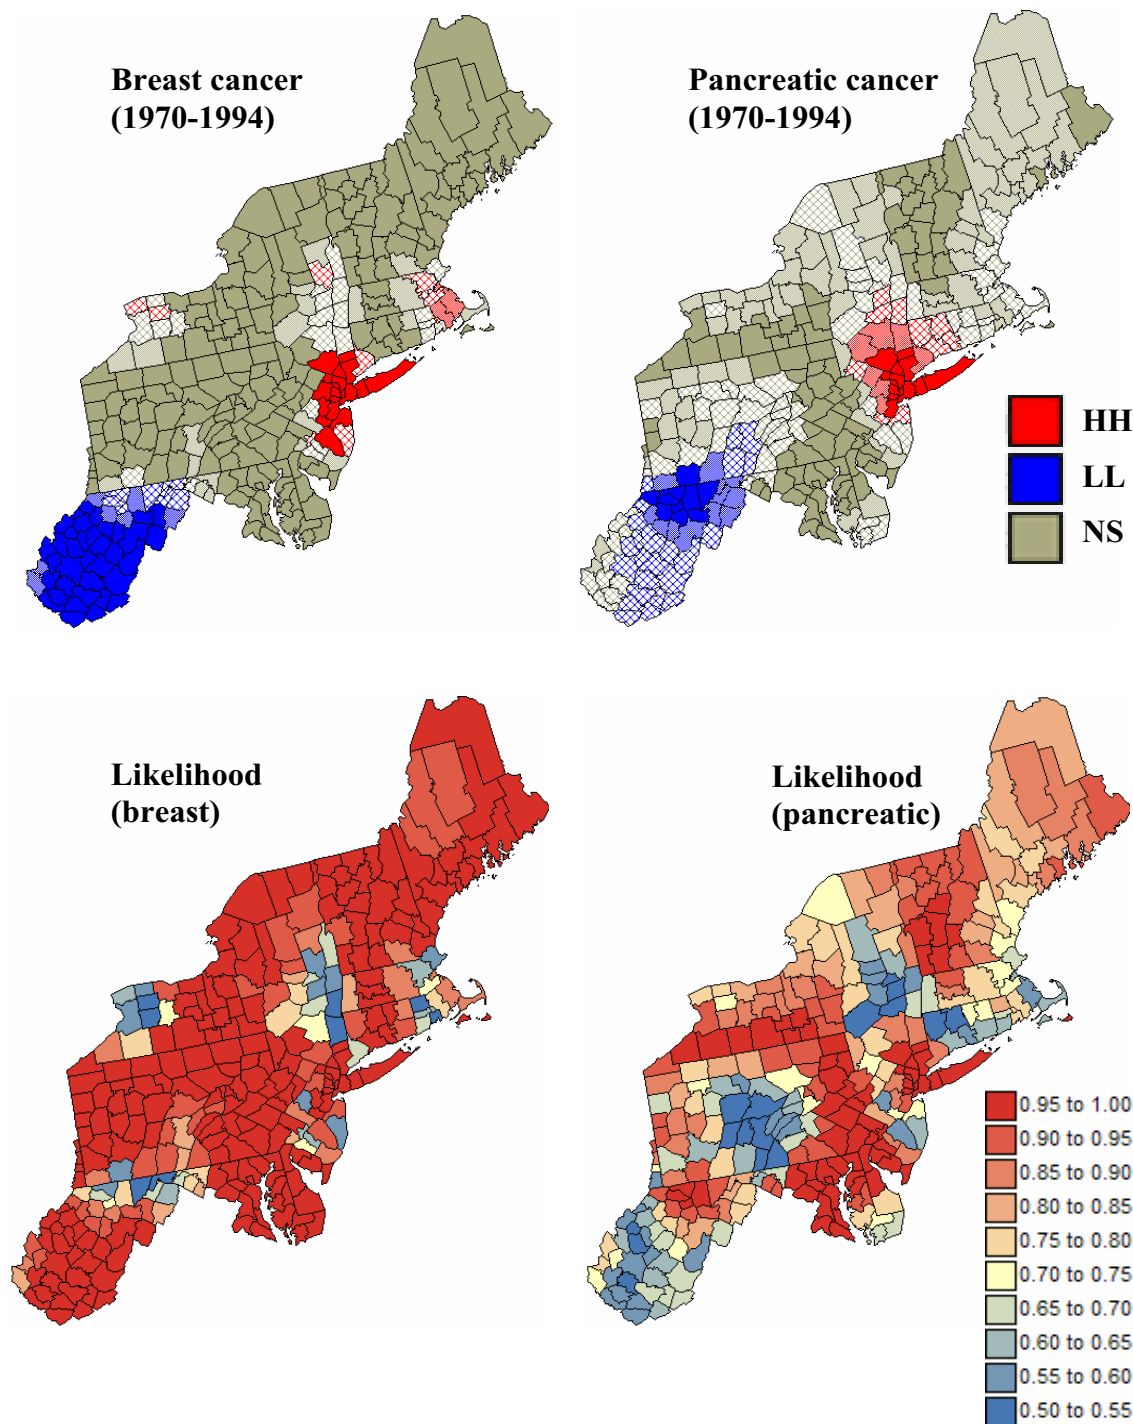 Breast cancer
(1970-1994)
Pancreatic cancer
(1970-1994)
HH
LL
NS
Likelihood
(breast)
Likelihood
(pancreatic)
0.95 to 1.00
0.90 to 0.95
0.85 to 0.90
0.80 to 0.85
0.75 to 0.80
0.70 to 0.75
0.65 to 0.70
0.60 to 0.65
0.55 to 0.60
0.50 to 0.55